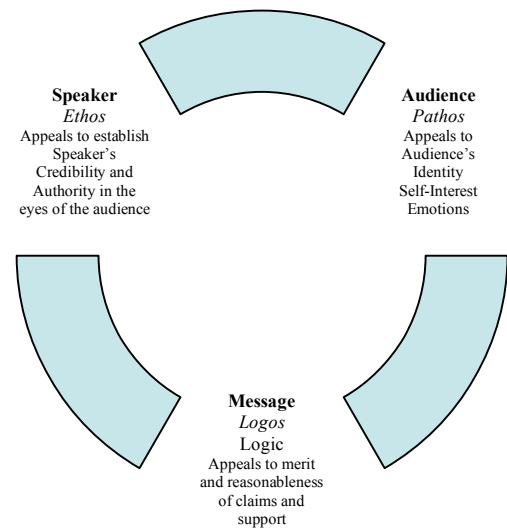 Speaker
Ethos
Appeals to establish
Speaker's
Credibility and
Authority in the
eyes of the audience
Audience
Pathos
Appeals to
Audience's
Identity
Self-Interest
Emotions
Message
Logos
Logic
Appeals to merit
and reasonableness
of claims and
support